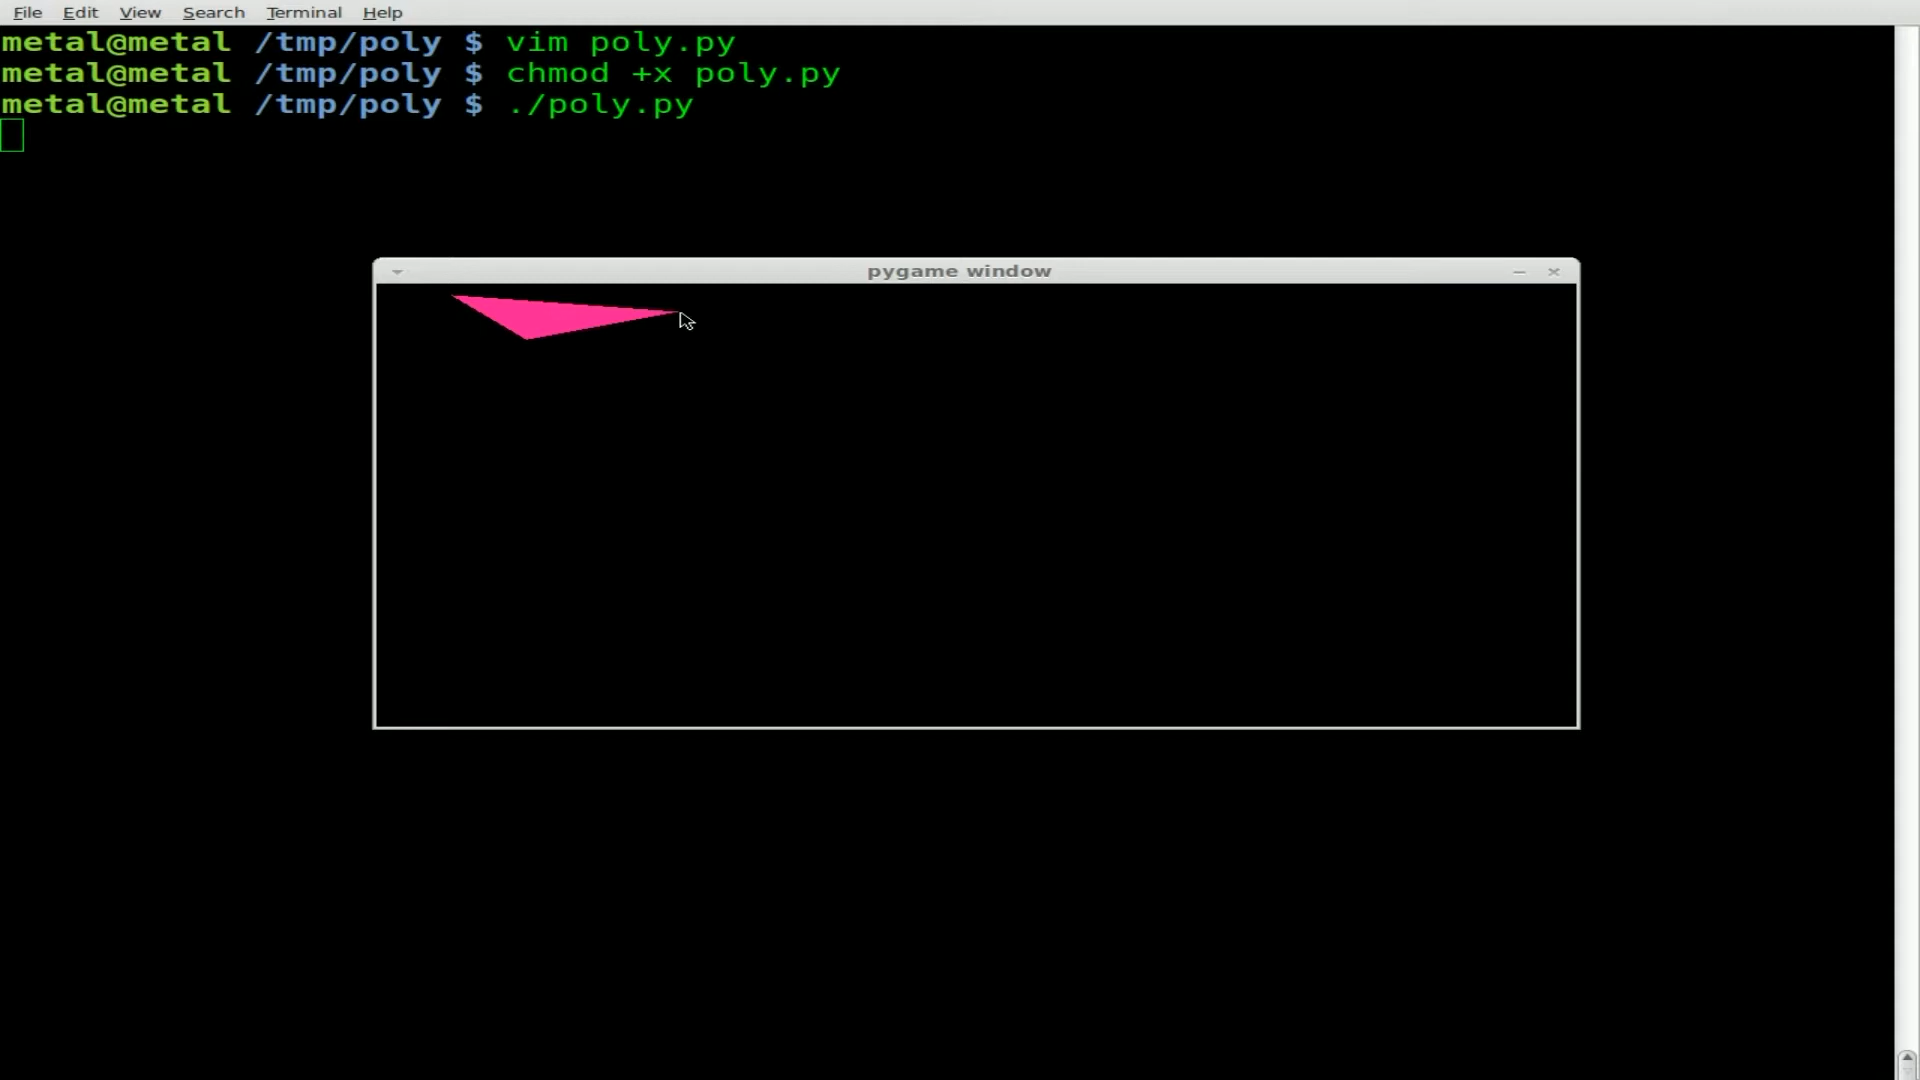 File Edit View Search Terminal Help
metal@metal /tmp/poly $ vim poly.py
metal@metal /tmp/poly $ chmod +x poly.py
metal@metal /tmp/poly $ ./poly.py
pygame window